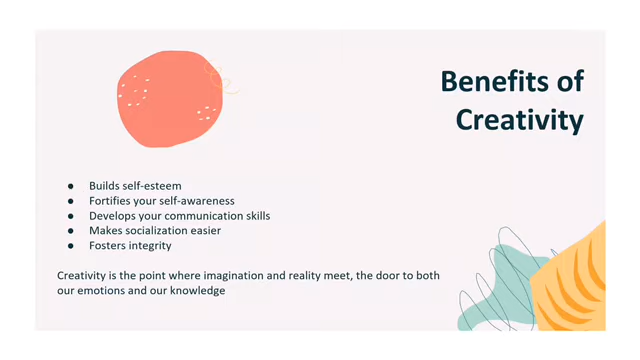 Benefits of
Creativity
● Builds self-esteem
● Fortifies your self-awareness
● Develops your communication skills
● Makes socialization easier
● Fosters integrity
Creativity is the point where imagination and reality meet, the door to both
our emotions and our knowledge